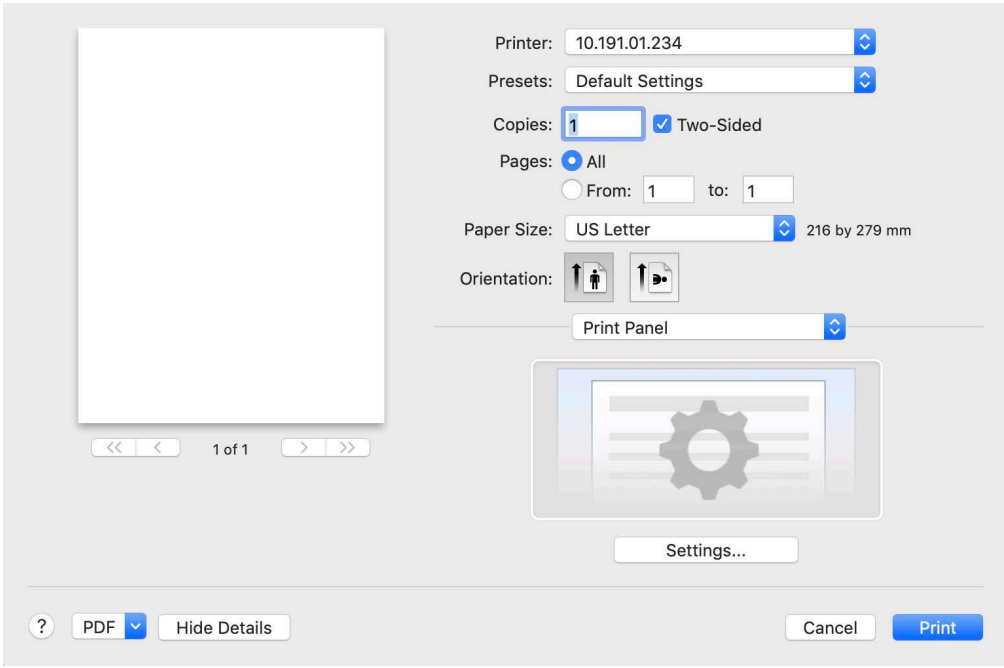 Printer: 10.191.01.234
Presets: Default Settings
Copies: 1 Two-Sided
Pages: All
From: 1 to: 1
Paper Size: US Letter 216 by 279 mm
Orientation:
Print Panel
<< < 1 of 1 > >>
Settings...
? PDF Hide Details Cancel Print